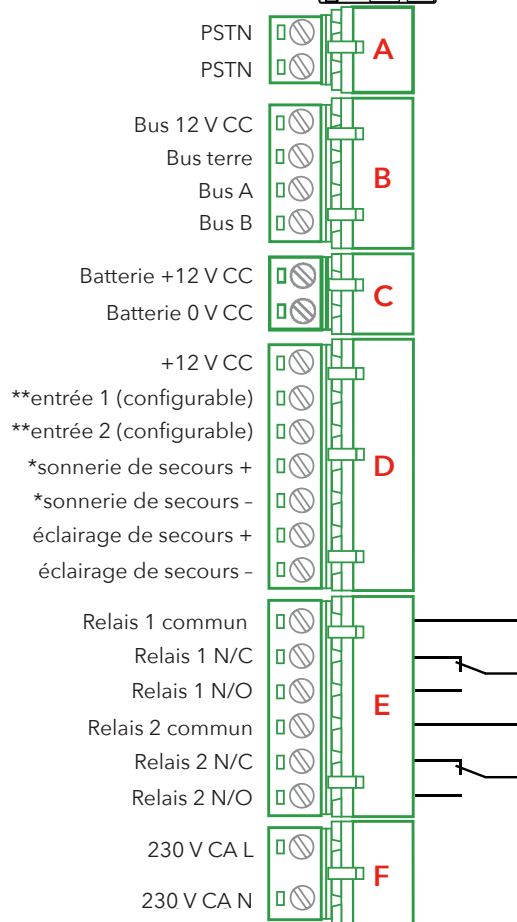 PSTN
PSTN
A
Bus 12 V CC
Bus terre
Bus A
Bus B
B
Batterie +12 V CC
Batterie 0 V CC
C
+12 V CC
**entrée 1 (configurable)
**entrée 2 (configurable)
*sonnerie de secours +
*sonnerie de secours –
éclairage de secours +
éclairage de secours –
D
Relais 1 commun
Relais 1 N/C
Relais 1 N/O
Relais 2 commun
Relais 2 N/C
Relais 2 N/O
E
230 V CA L
230 V CA N
F